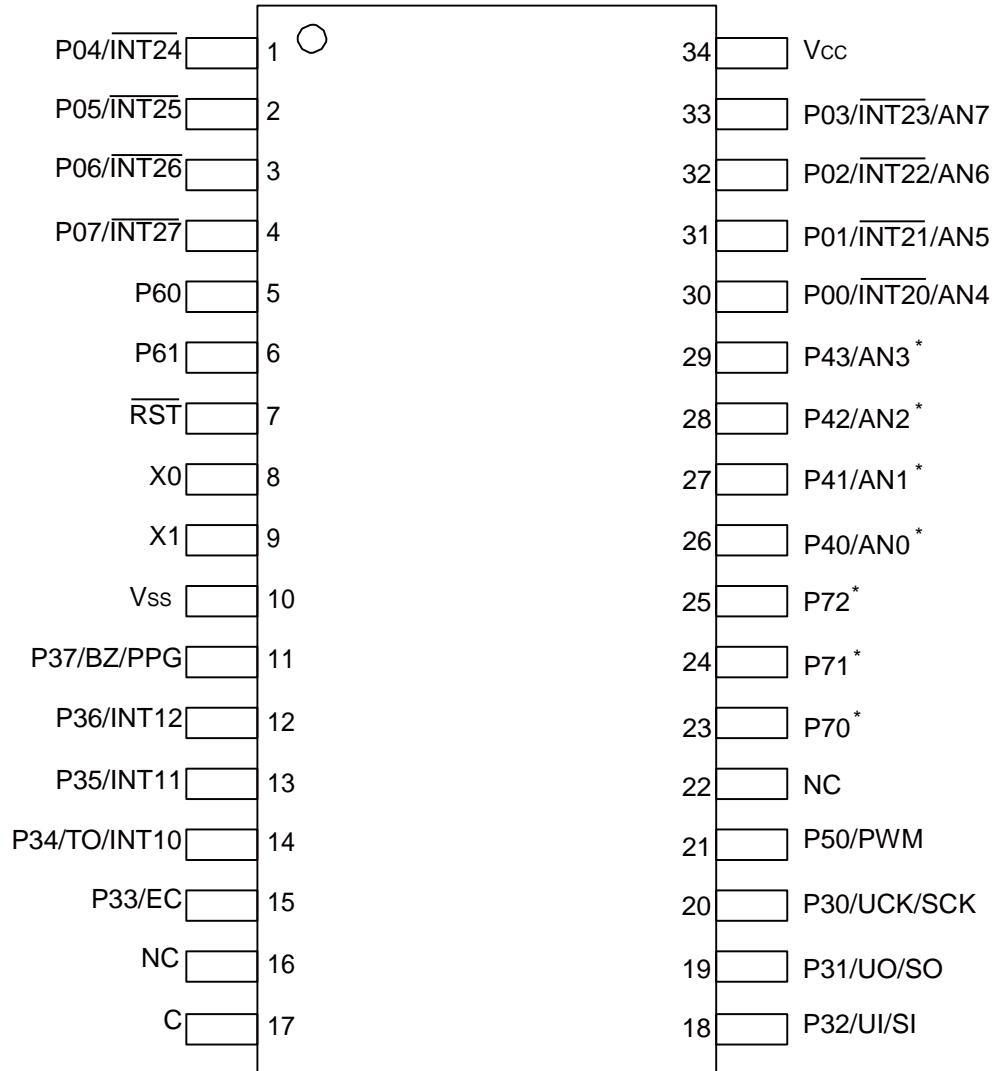 P04/INT24 1 34 Vcc
P05/INT25 2 33 P03/INT23/AN7
P06/INT26 3 32 P02/INT22/AN6
P07/INT27 4 31 P01/INT21/AN5
P60 5 30 P00/INT20/AN4
P61 6 29 P43/AN3*
RST 7 28 P42/AN2*
X0 8 27 P41/AN1*
X1 9 26 P40/AN0*
Vss 10 25 P72*
P37/BZ/PPG 11 24 P71*
P36/INT12 12 23 P70*
P35/INT11 13 22 NC
P34/TO/INT10 14 21 P50/PWM
P33/EC 15 20 P30/UCK/SCK
NC 16 19 P31/UO/SO
C 17 18 P32/UI/SI